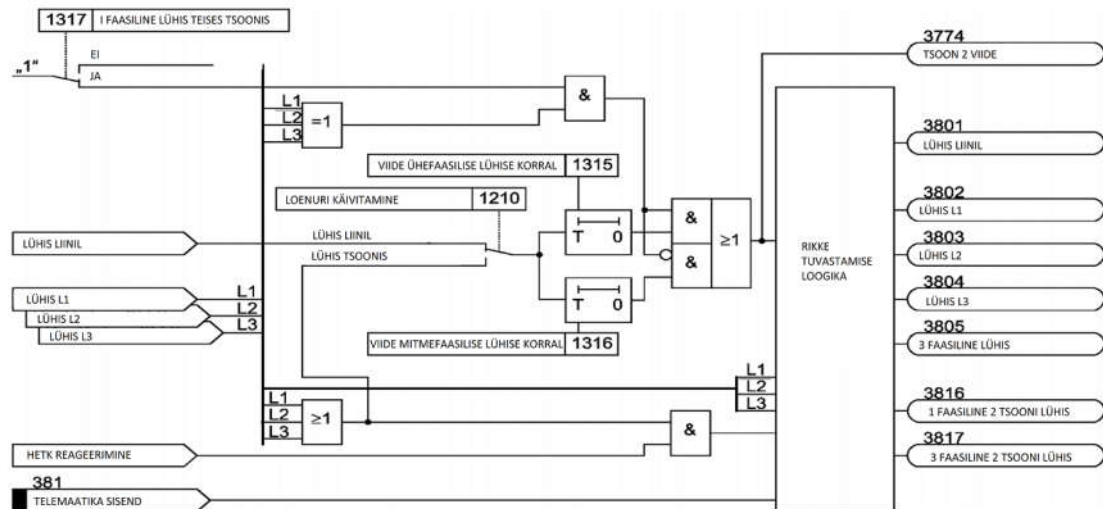 1317 I FAASILINE LÜHIS TEISES TSOONIS
„1“
EI
JA
L1
L2
L3
=1
&
3774
TSOON 2 VIIDE
3801
LÜHIS LIINIL
VIIDE ÜHEFAASILISE LÜHISE KORRAL 1315
LOENURI KÄIVITAMINE 1210
T 0
&
&
≥1
RIKKE
TUVASTAMISE
LOOGIKA
3802
LÜHIS L1
3803
LÜHIS L2
LÜHIS LIINIL
LÜHIS LIINIL
LÜHIS TSOONIS
T 0
VIIDE MITMEFAASILISE LÜHISE KORRAL 1316
3804
LÜHIS L3
3805
3 FAASILINE LÜHIS
LÜHIS L1
LÜHIS L2
LÜHIS L3
L1
L2
L3
L1
L2
L3
L1
L2
L3
≥1
&
3816
1 FAASILINE 2 TSOONI LÜHIS
3817
3 FAASILINE 2 TSOONI LÜHIS
HETK REAGEERIMINE
381
TELEMAATIKA SISEND